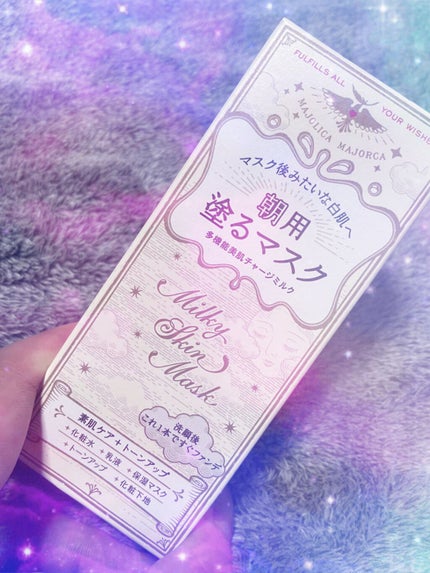 FULFILLS ALL YOUR WISHES
MAJOLICA MAJORCA
マスク後みたいな白肌へ
朝用
塗るマスク
多機能美肌チャージミルク
Milky
Skin
Mask
洗顔後
これ1本ですぐファンデ
素肌ケア+トーンアップ
+化粧水 +乳液 +保湿マスク
+トーンアップ +化粧下地